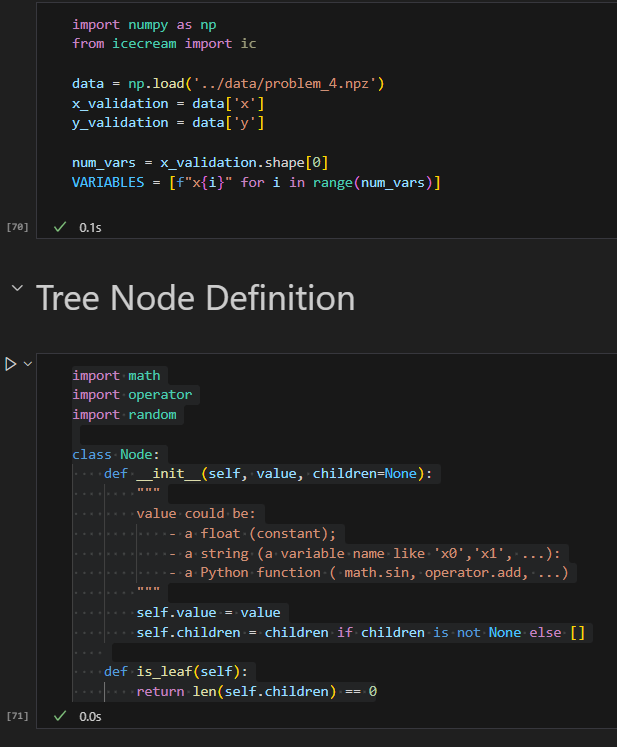 import numpy as np
from icecream import ic
data = np.load('../data/problem_4.npz')
x_validation = data['x']
y_validation = data['y']
num_vars = x_validation.shape[0]
VARIABLES = [f"x{i}" for i in range(num_vars)]
[70] ✓ 0.1s
Tree Node Definition
import math
import operator
import random
class Node:
    def __init__(self, value, children=None):
        """
        value could be:
            - a float (constant);
            - a string (a variable name like 'x0','x1', ...):
            - a Python function ( math.sin, operator.add, ...)
        """
        self.value = value
        self.children = children if children is not None else []
    def is_leaf(self):
        return len(self.children) == 0
[71] ✓ 0.0s